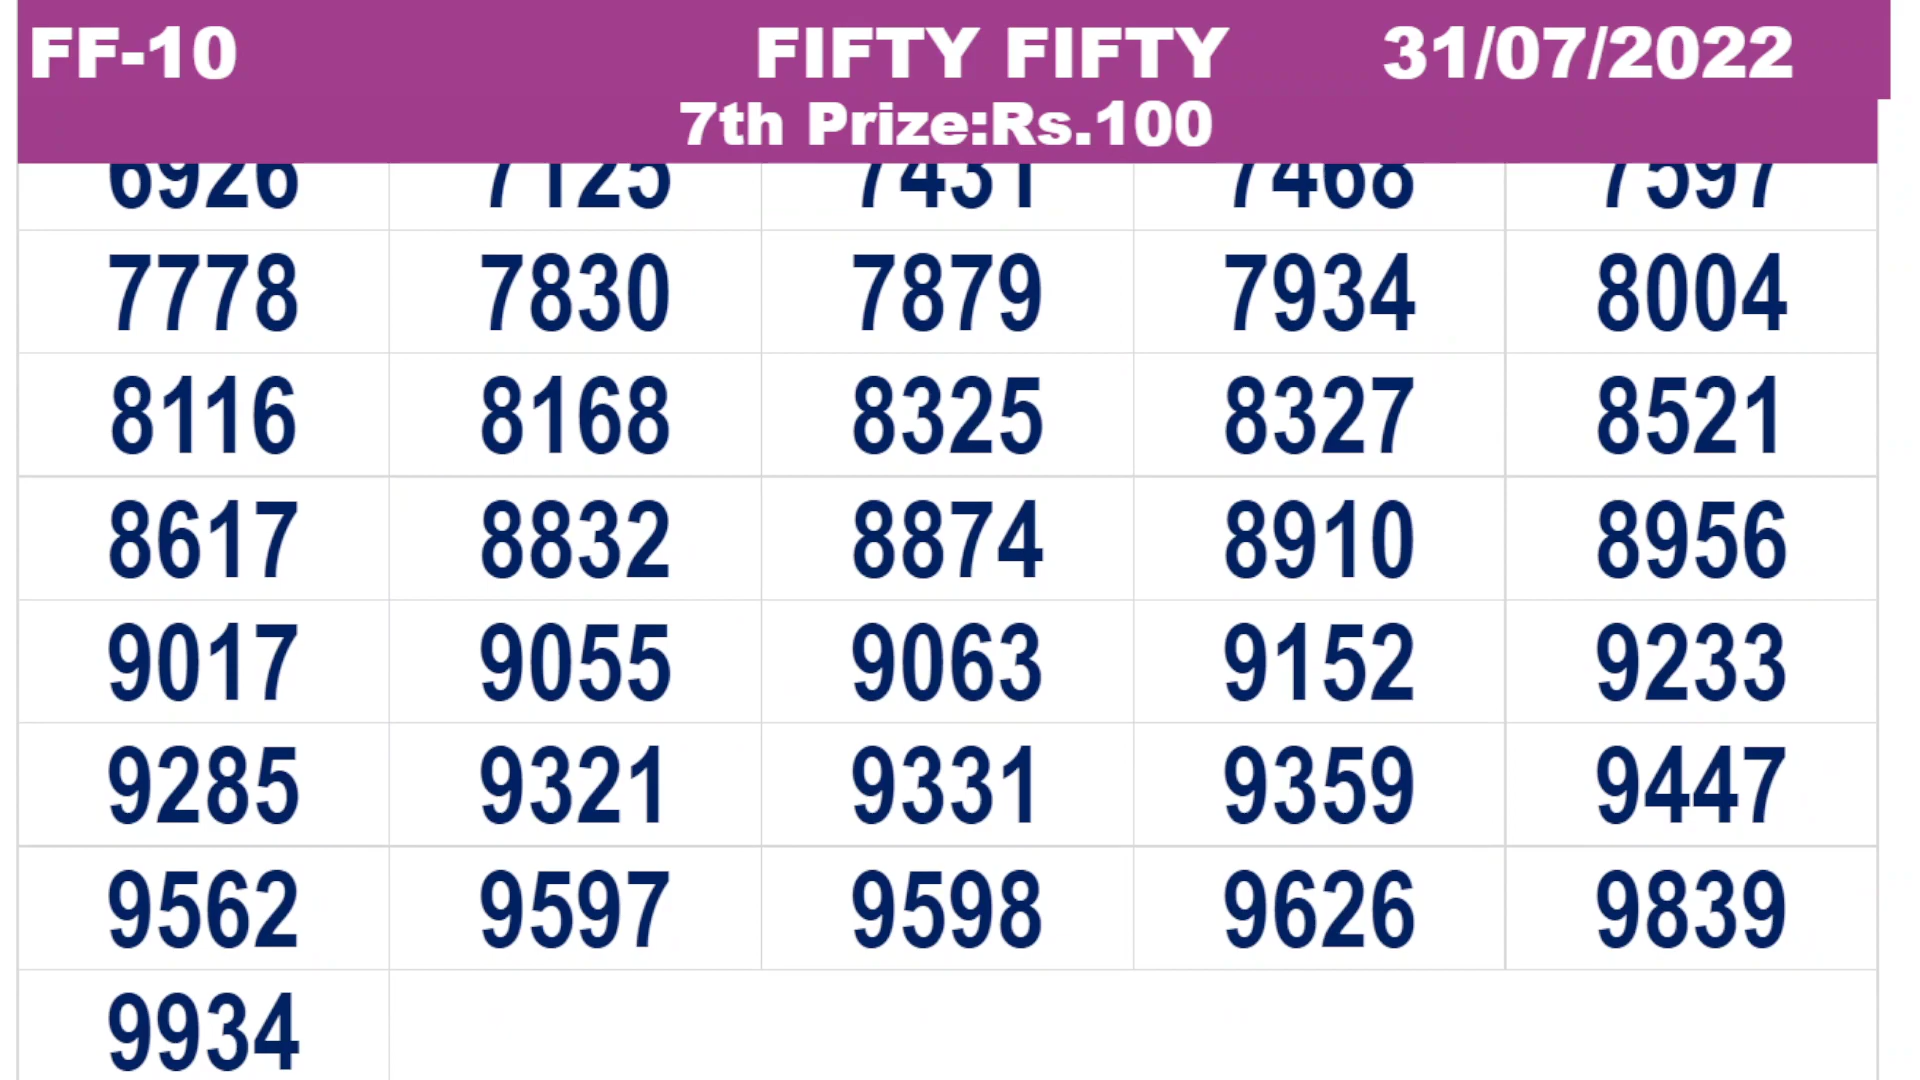 FF-10 FIFTY FIFTY 31/07/2022
7th Prize:Rs.100
6926 7125 7431 7468 7597
7778 7830 7879 7934 8004
8116 8168 8325 8327 8521
8617 8832 8874 8910 8956
9017 9055 9063 9152 9233
9285 9321 9331 9359 9447
9562 9597 9598 9626 9839
9934